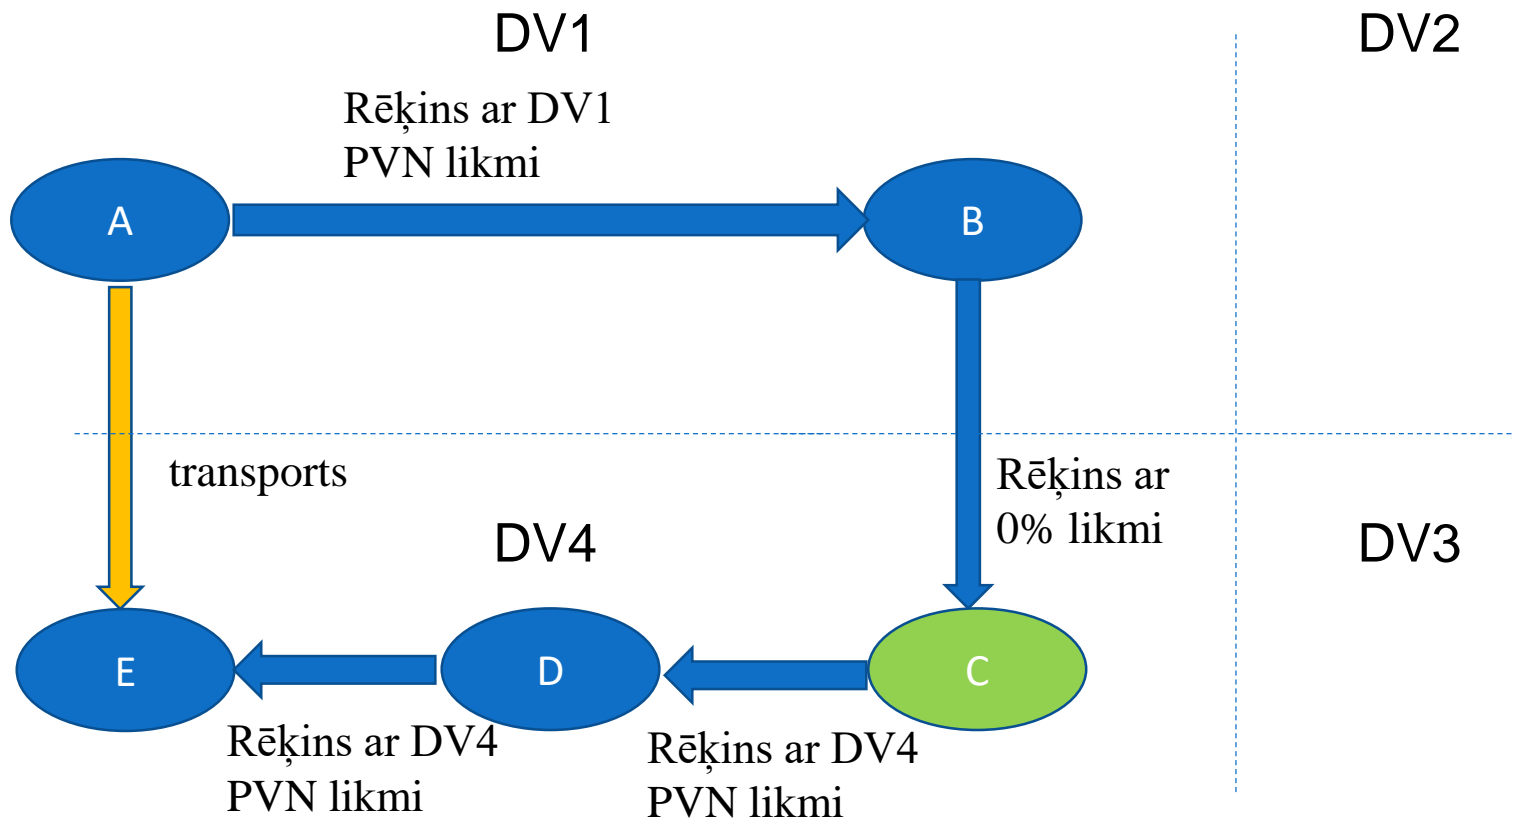 DV1
DV2
Rēķins ar DV1
PVN likmi
A
B
transports
Rēķins ar
0% likmi
DV4
DV3
E
D
C
Rēķins ar DV4
PVN likmi
Rēķins ar DV4
PVN likmi